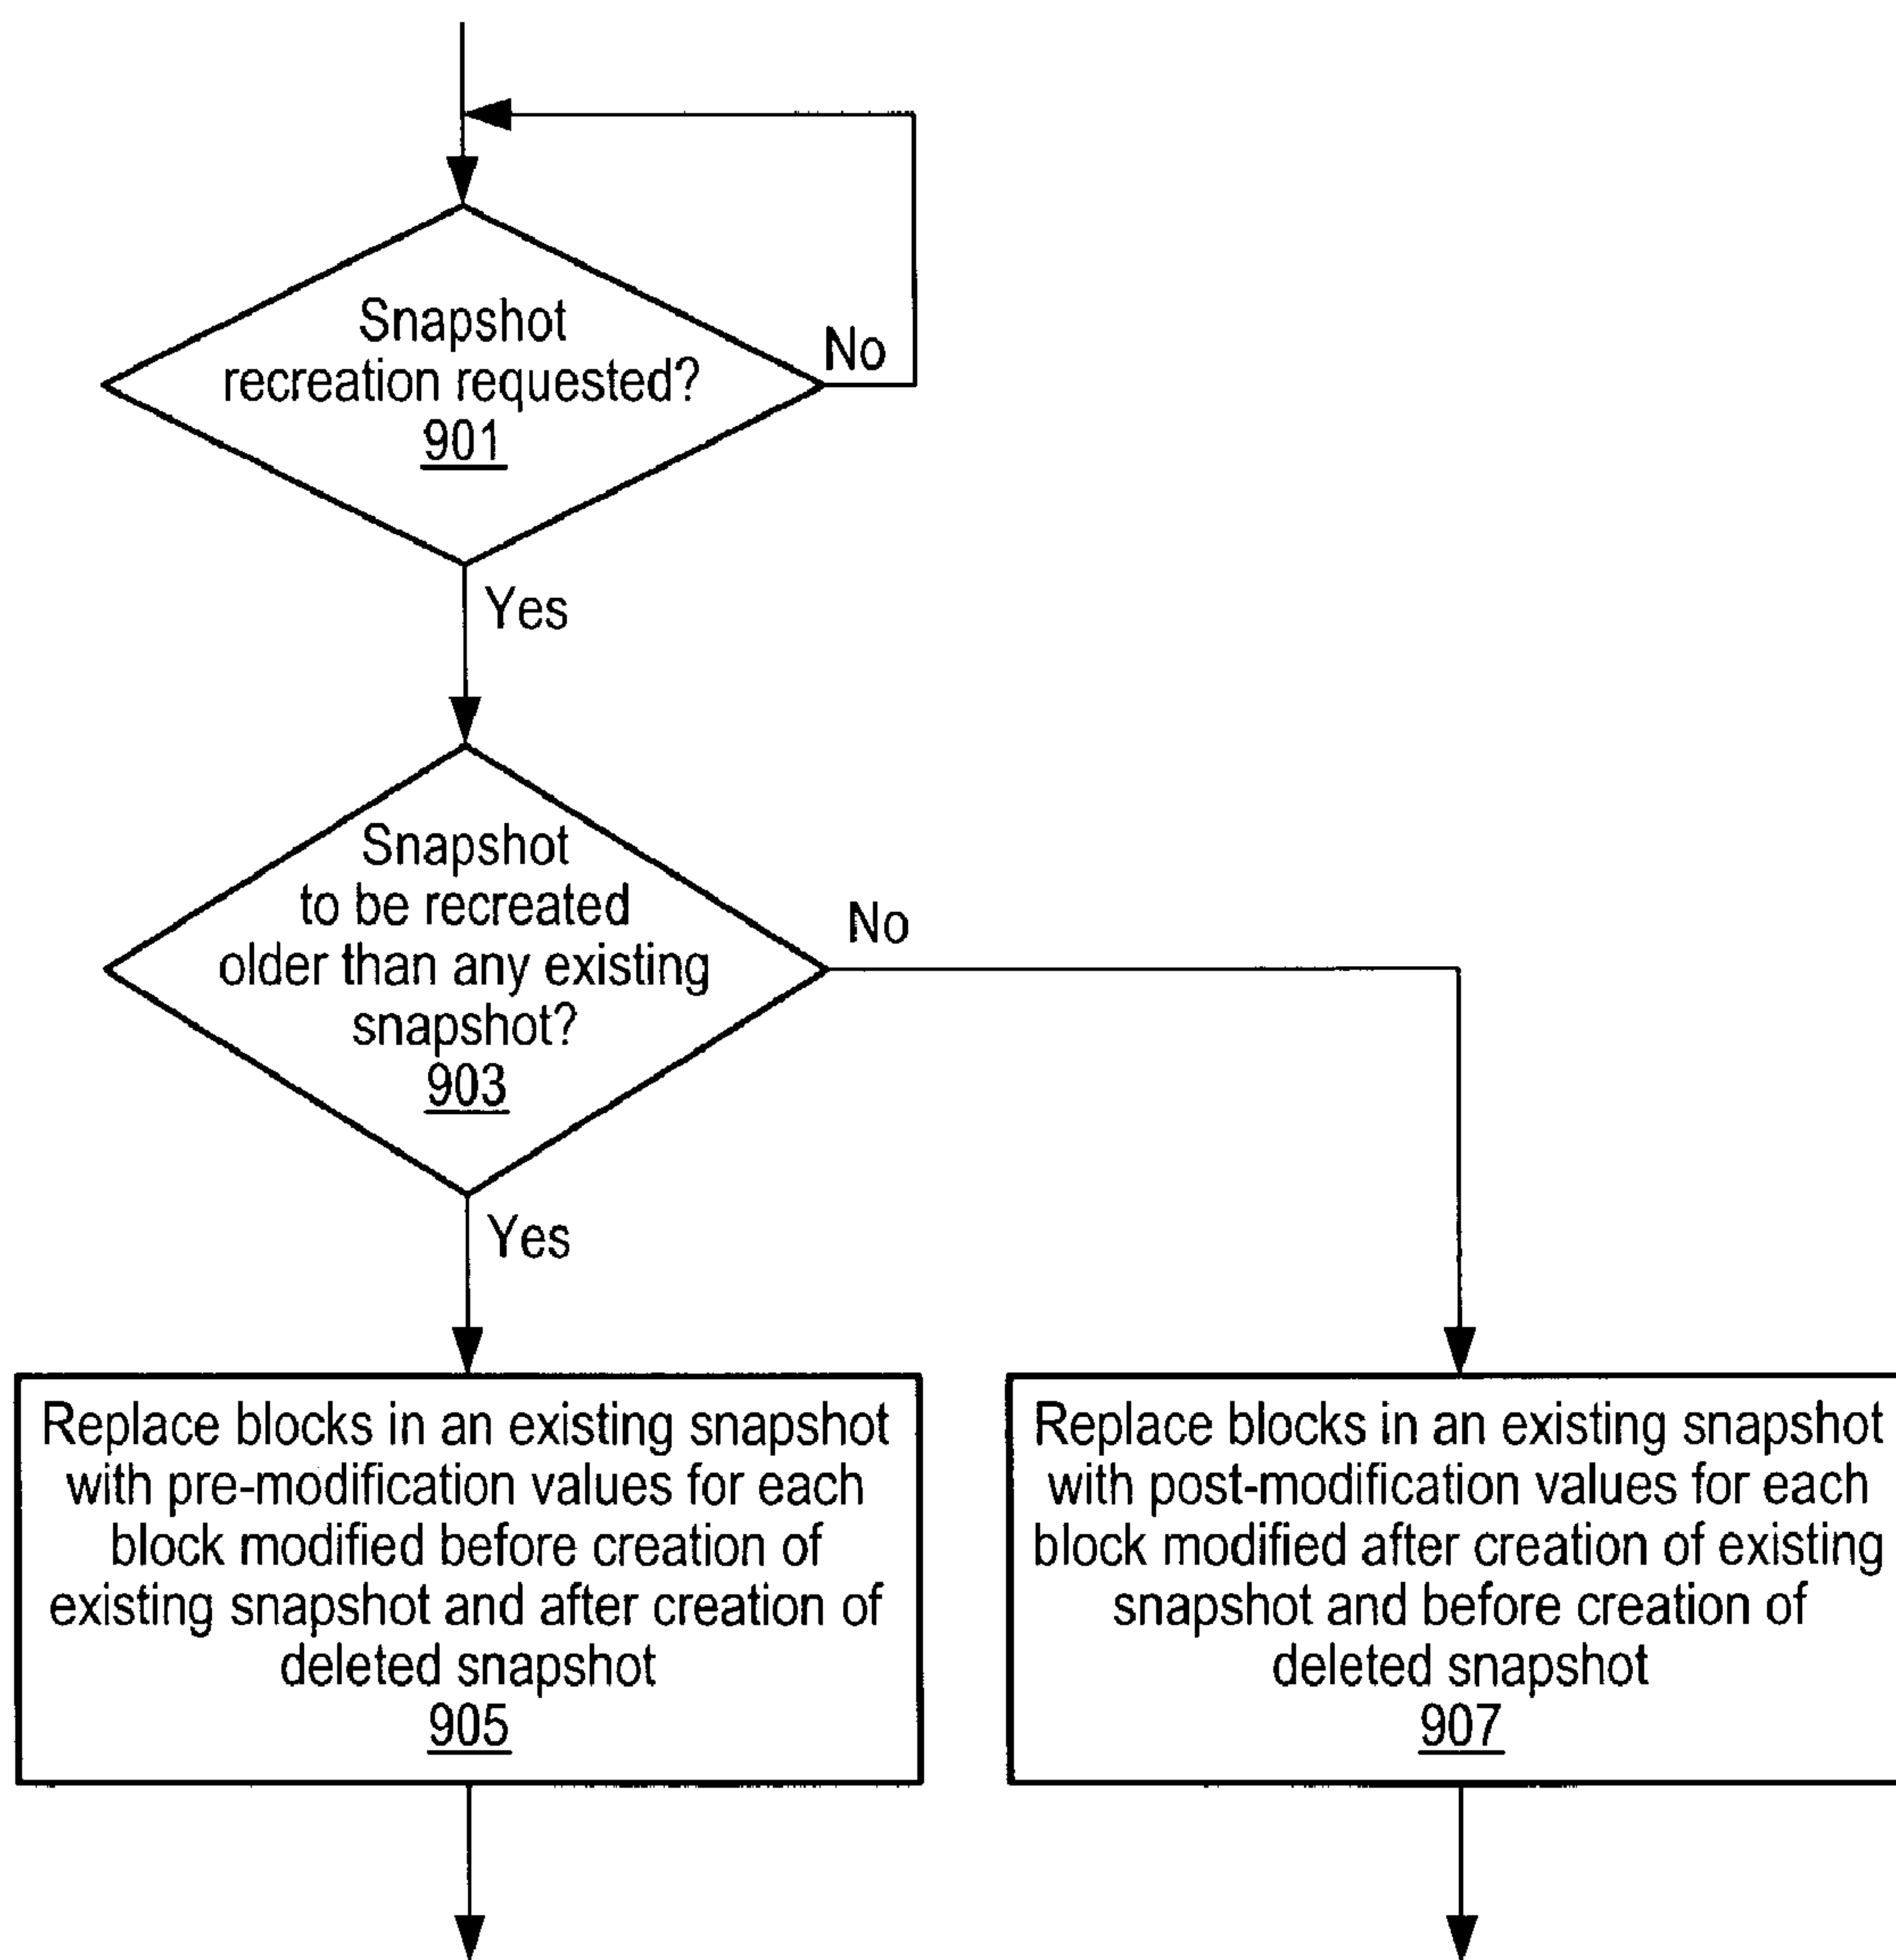 Snapshot
recreation requested?
901
No
Yes
Snapshot
to be recreated
older than any existing
snapshot?
903
No
Yes
Replace blocks in an existing snapshot
with pre-modification values for each
block modified before creation of
existing snapshot and after creation of
deleted snapshot
905
Replace blocks in an existing snapshot
with post-modification values for each
block modified after creation of existing
snapshot and before creation of
deleted snapshot
907